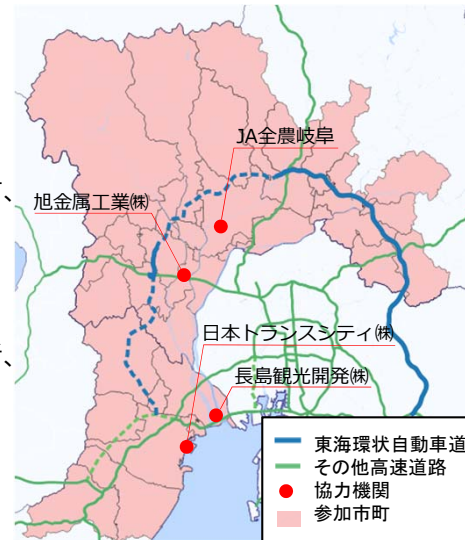 JA全農岐阜
、
旭金属工業㈱
日本トランスシティ㈱
、
長島観光開発㈱
東海環状自動車道
その他高速道路
協力機関
参加市町